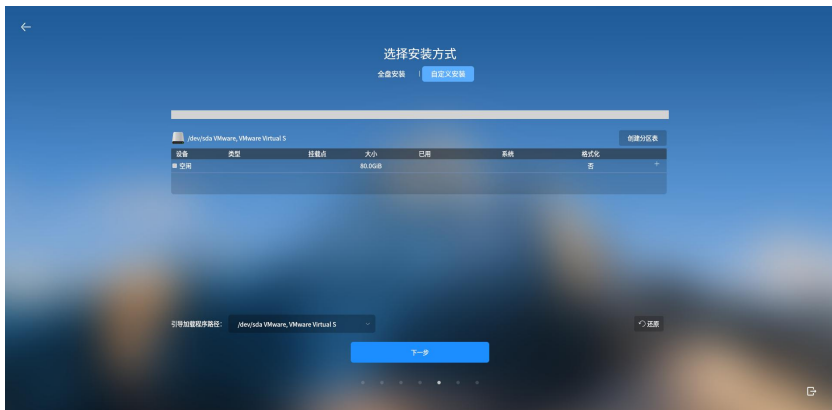 选择安装方式
全盘安装 | 自定义安装
/dev/sda VMware, VMware Virtual S 创建分区表
设备 类型 挂载点 大小 已用 系统 格式化
空闲 80.0GiB 否 +
引导加载程序路径: /dev/sda VMware, VMware Virtual S 还原
下一步